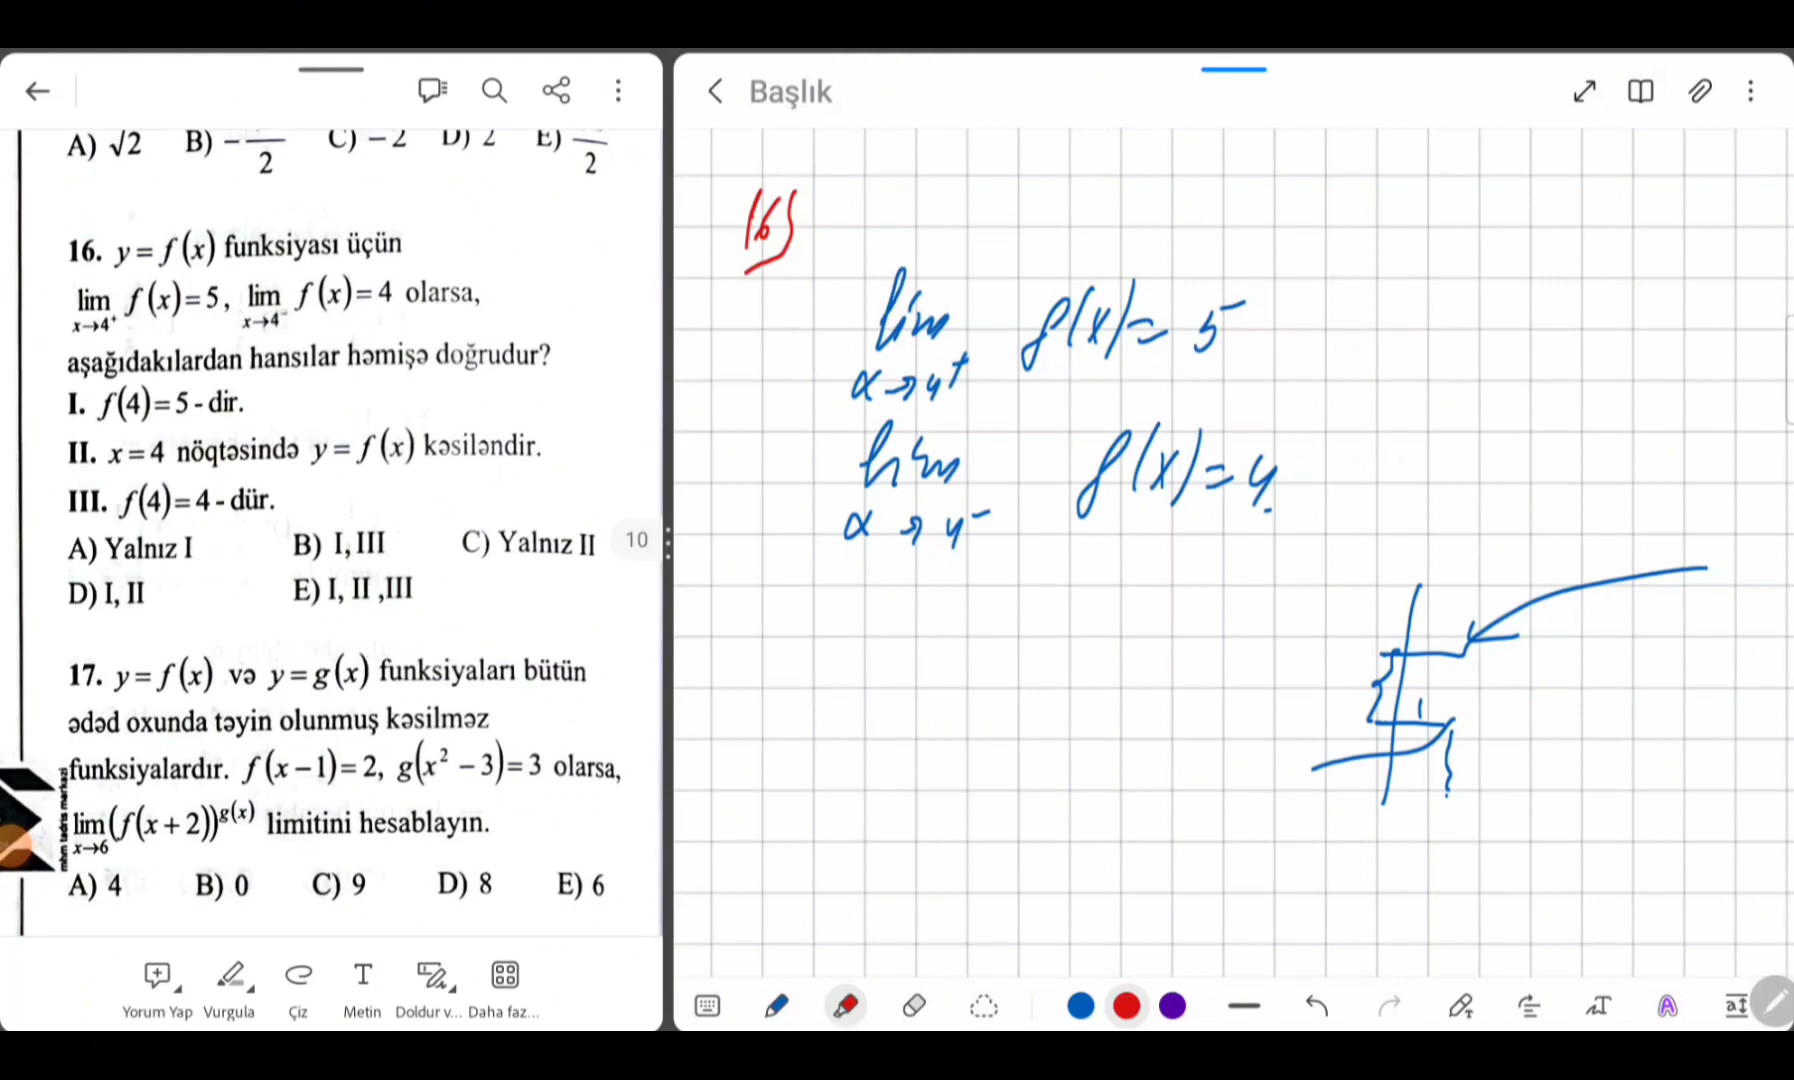 Başlık
A) √2 B) -—/2 C) – 2 D) 2 E) —/2
16. y = f(x) funksiyası üçün
lim x→4⁺ f(x) = 5, lim x→4⁻ f(x) = 4 olarsa,
aşağıdakılardan hansılar həmişə doğrudur?
I. f(4) = 5 - dir.
II. x = 4 nöqtəsində y = f(x) kəsiləndir.
III. f(4) = 4 - dür.
A) Yalnız I B) I, III C) Yalnız II
D) I, II E) I, II ,III
10
17. y = f(x) və y = g(x) funksiyaları bütün
ədəd oxunda təyin olunmuş kəsilməz
funksiyalardır. f(x – 1) = 2, g(x² – 3) = 3 olarsa,
lim x→6 (f(x + 2))^g(x) limitini hesablayın.
A) 4 B) 0 C) 9 D) 8 E) 6
mhm tədris mərkəzi
Yorum Yap Vurgula Çiz Metin Doldur v... Daha faz...
16)
lim x→4⁺ f(x) = 5
lim x→4⁻ f(x) = 4